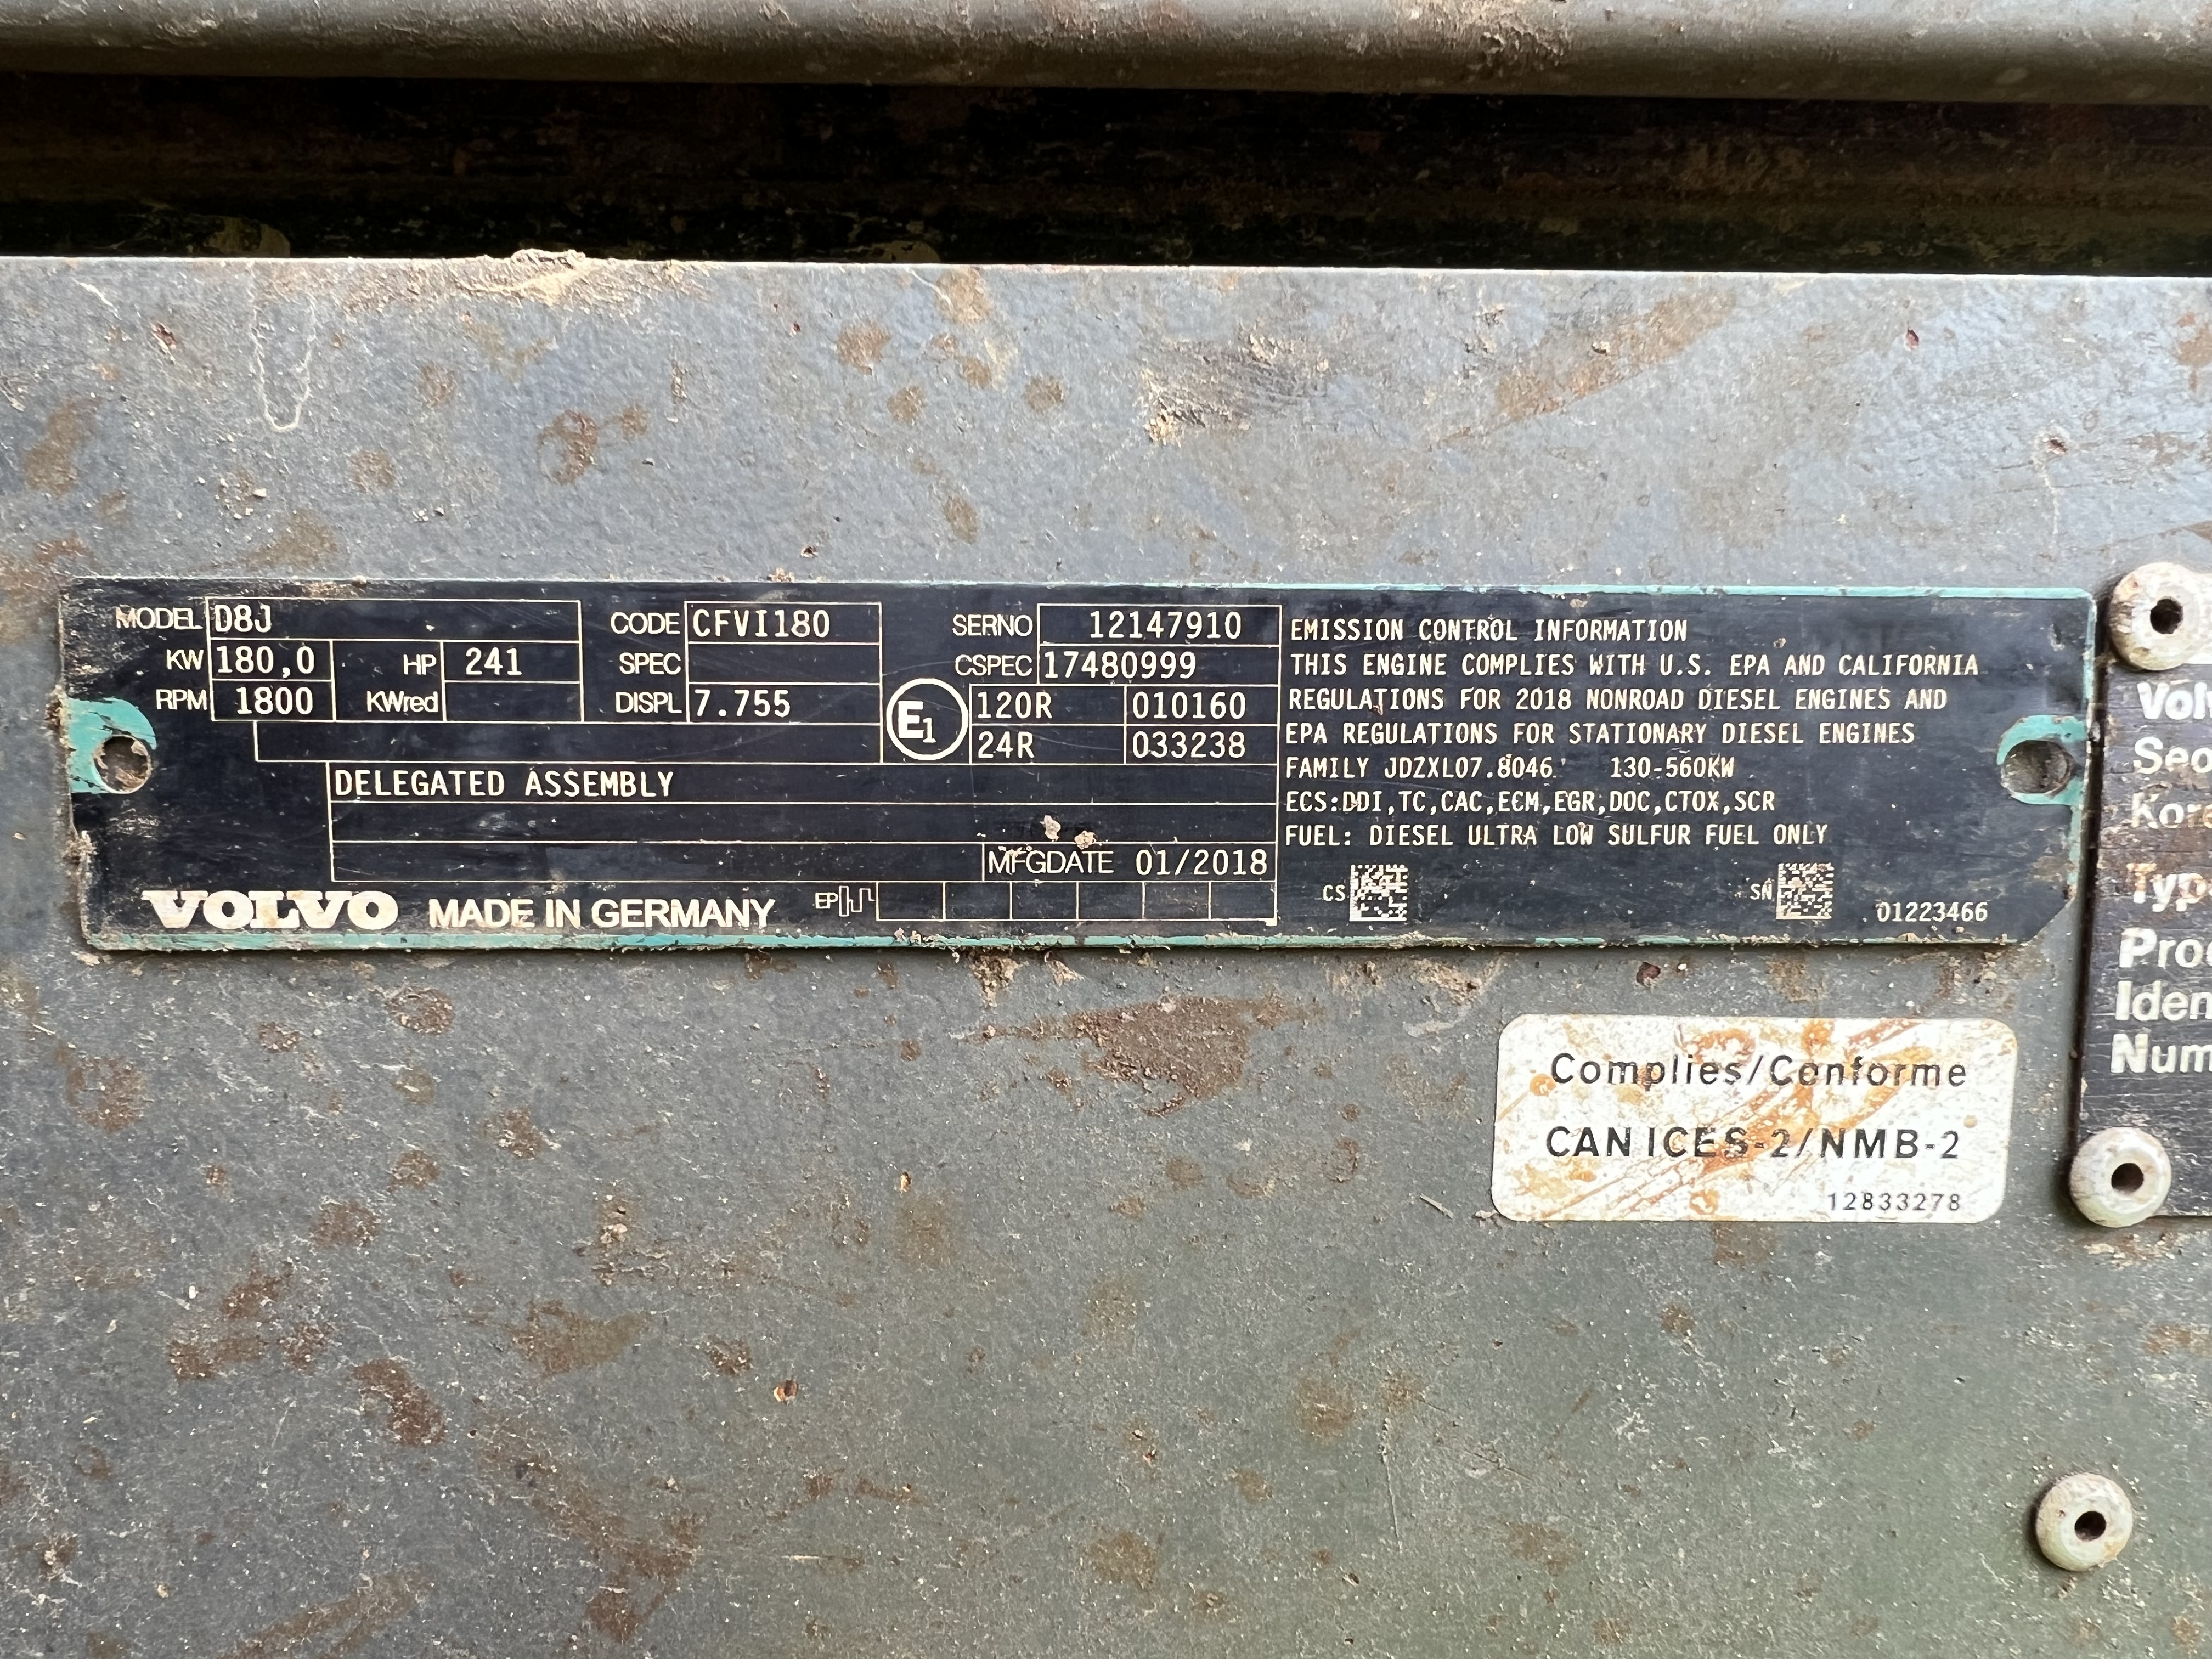 MODEL D8J CODE CFVI180 SERNO 12147910
KW 180,0 HP 241 SPEC CSPEC 17480999
RPM 1800 KWred DISPL 7.755 E1 120R 010160
24R 033238
DELEGATED ASSEMBLY
MFGDATE 01/2018
VOLVO MADE IN GERMANY EP
EMISSION CONTROL INFORMATION
THIS ENGINE COMPLIES WITH U.S. EPA AND CALIFORNIA
REGULATIONS FOR 2018 NONROAD DIESEL ENGINES AND
EPA REGULATIONS FOR STATIONARY DIESEL ENGINES
FAMILY JDZXL07.8046 130-560KW
ECS:DDI,TC,CAC,ECM,EGR,DOC,CTOX,SCR
FUEL: DIESEL ULTRA LOW SULFUR FUEL ONLY
CS SN 01223466
Complies/Conforme
CAN ICES-2/NMB-2
12833278